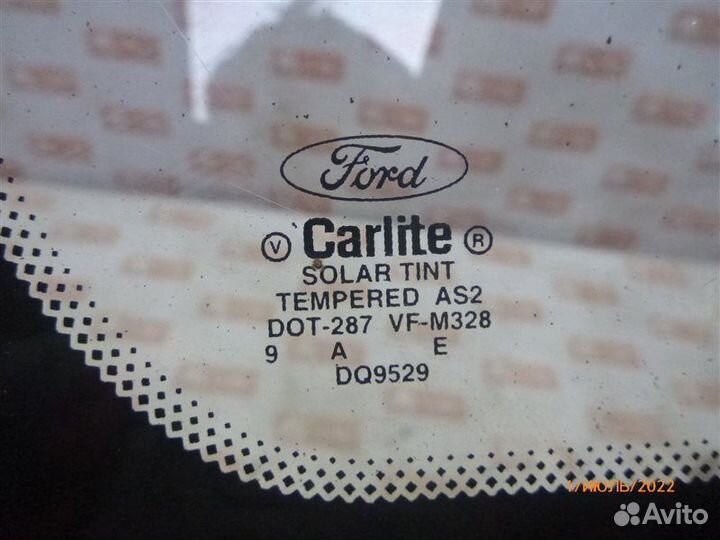 Ford
V Carlite R
SOLAR TINT
TEMPERED AS2
DOT-287 VF-M328
9 A E
DQ9529
1/ИЮЛЬ/2022
Avito